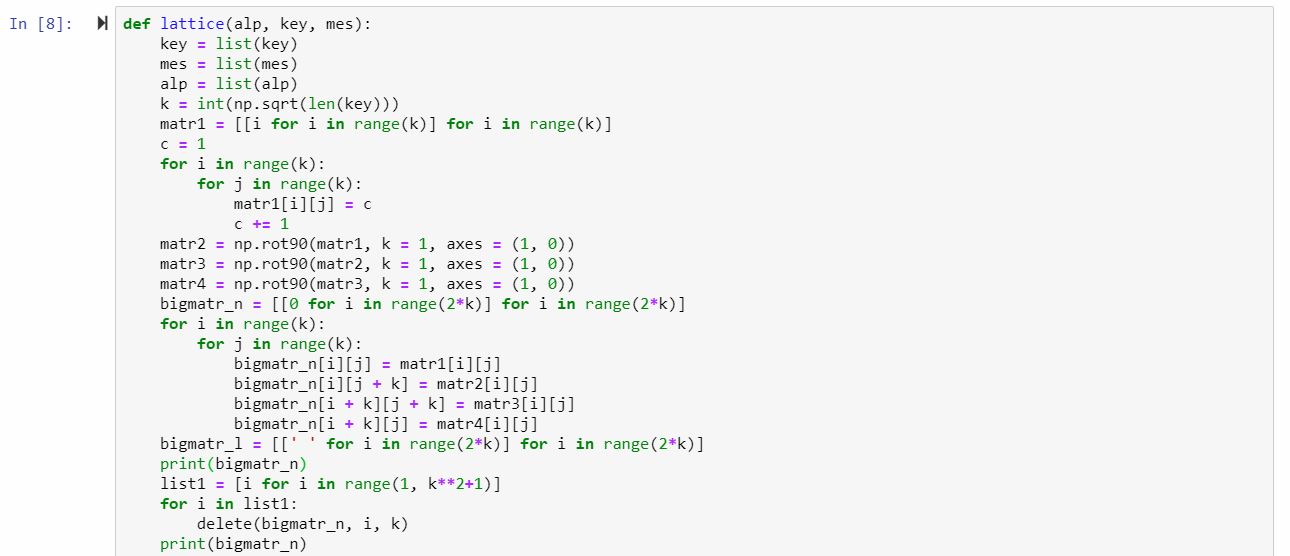 In [8]:
def lattice(alp, key, mes):
    key = list(key)
    mes = list(mes)
    alp = list(alp)
    k = int(np.sqrt(len(key)))
    matr1 = [[i for i in range(k)] for i in range(k)]
    c = 1
    for i in range(k):
        for j in range(k):
            matr1[i][j] = c
            c += 1
    matr2 = np.rot90(matr1, k = 1, axes = (1, 0))
    matr3 = np.rot90(matr2, k = 1, axes = (1, 0))
    matr4 = np.rot90(matr3, k = 1, axes = (1, 0))
    bigmatr_n = [[0 for i in range(2*k)] for i in range(2*k)]
    for i in range(k):
        for j in range(k):
            bigmatr_n[i][j] = matr1[i][j]
            bigmatr_n[i][j + k] = matr2[i][j]
            bigmatr_n[i + k][j + k] = matr3[i][j]
            bigmatr_n[i + k][j] = matr4[i][j]
    bigmatr_l = [[' ' for i in range(2*k)] for i in range(2*k)]
    print(bigmatr_n)
    list1 = [i for i in range(1, k**2+1)]
    for i in list1:
        delete(bigmatr_n, i, k)
    print(bigmatr_n)